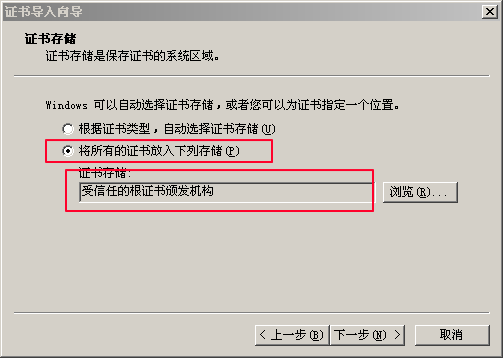 证书导入向导
证书存储
证书存储是保存证书的系统区域。
Windows 可以自动选择证书存储，或者您可以为证书指定一个位置。
根据证书类型，自动选择证书存储(U)
将所有的证书放入下列存储(P)
证书存储:
受信任的根证书颁发机构
浏览(R)...
< 上一步(B)
下一步(N) >
取消